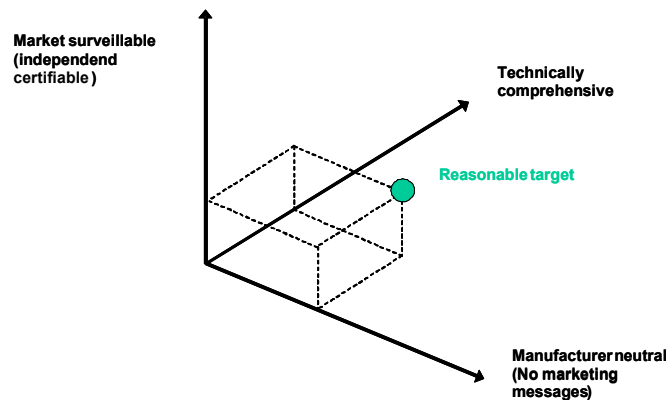 Market surveillable
(independend
certifiable )
Technically
comprehensive
Reasonable target
Manufacturer neutral
(No marketing
messages)